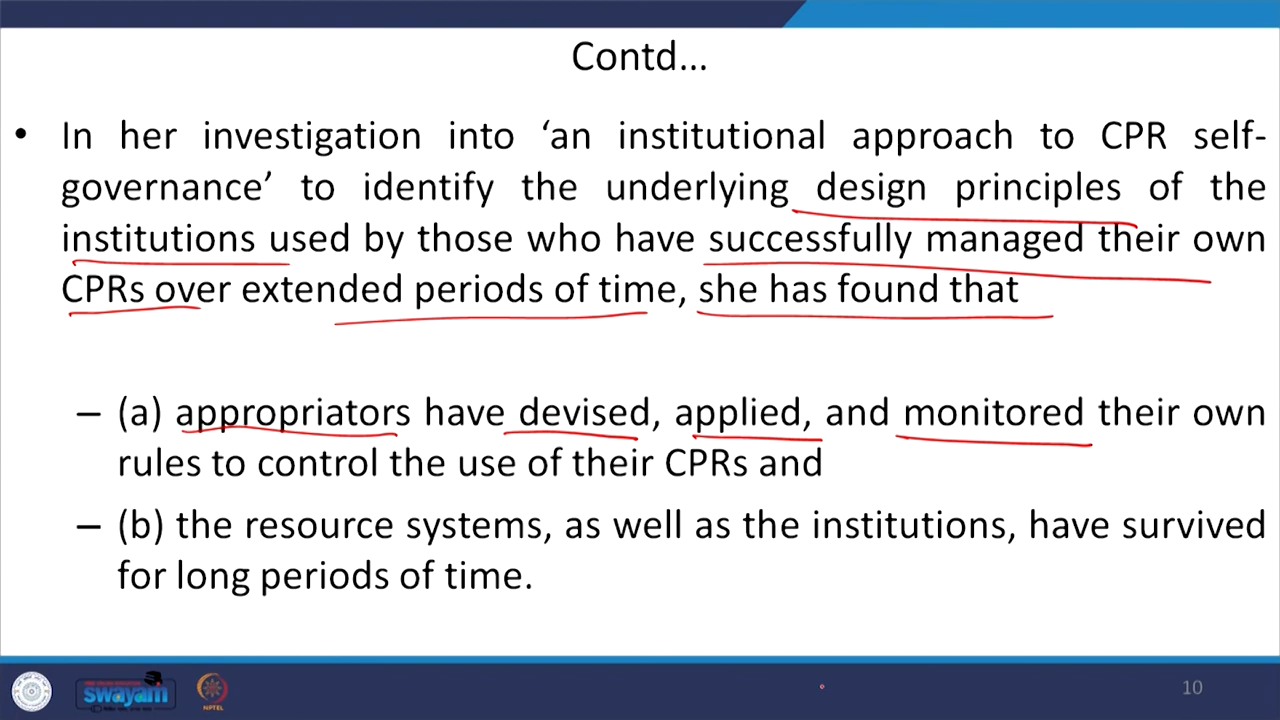 Contd...
• In her investigation into ‘an institutional approach to CPR self-
governance’ to identify the underlying design principles of the
institutions used by those who have successfully managed their own
CPRs over extended periods of time, she has found that
– (a) appropriators have devised, applied, and monitored their own
rules to control the use of their CPRs and
– (b) the resource systems, as well as the institutions, have survived
for long periods of time.
swayam
NPTEL
10